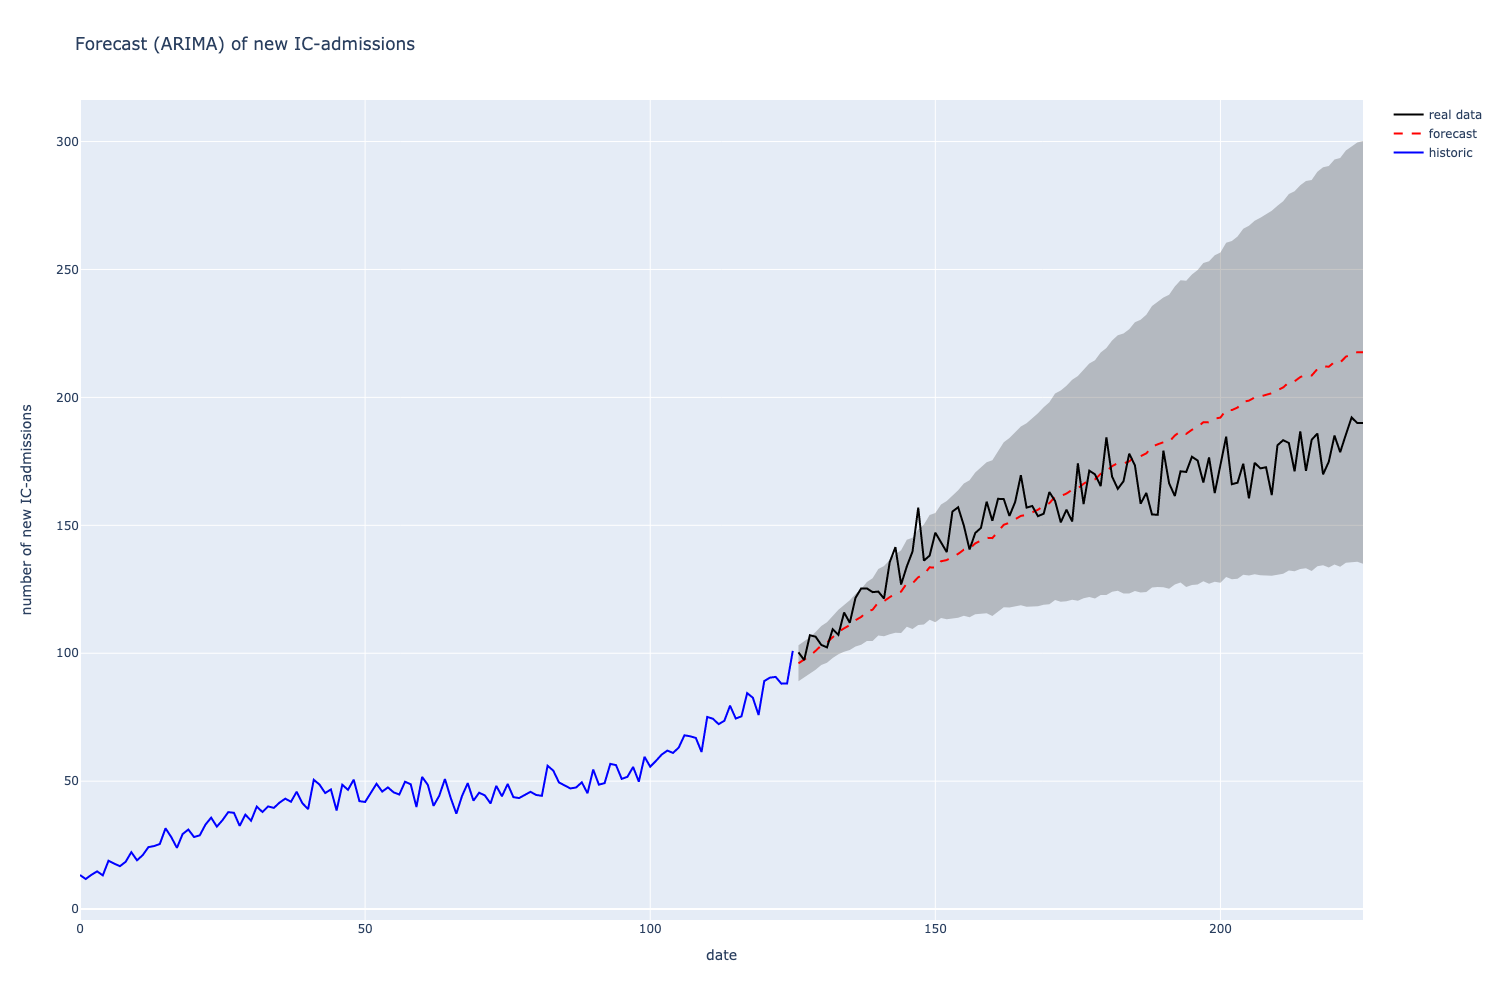 Forecast (ARIMA) of new IC-admissions
real data
forecast
historic
300
250
200
150
100
50
0
number of new IC-admissions
0 50 100 150 200
date